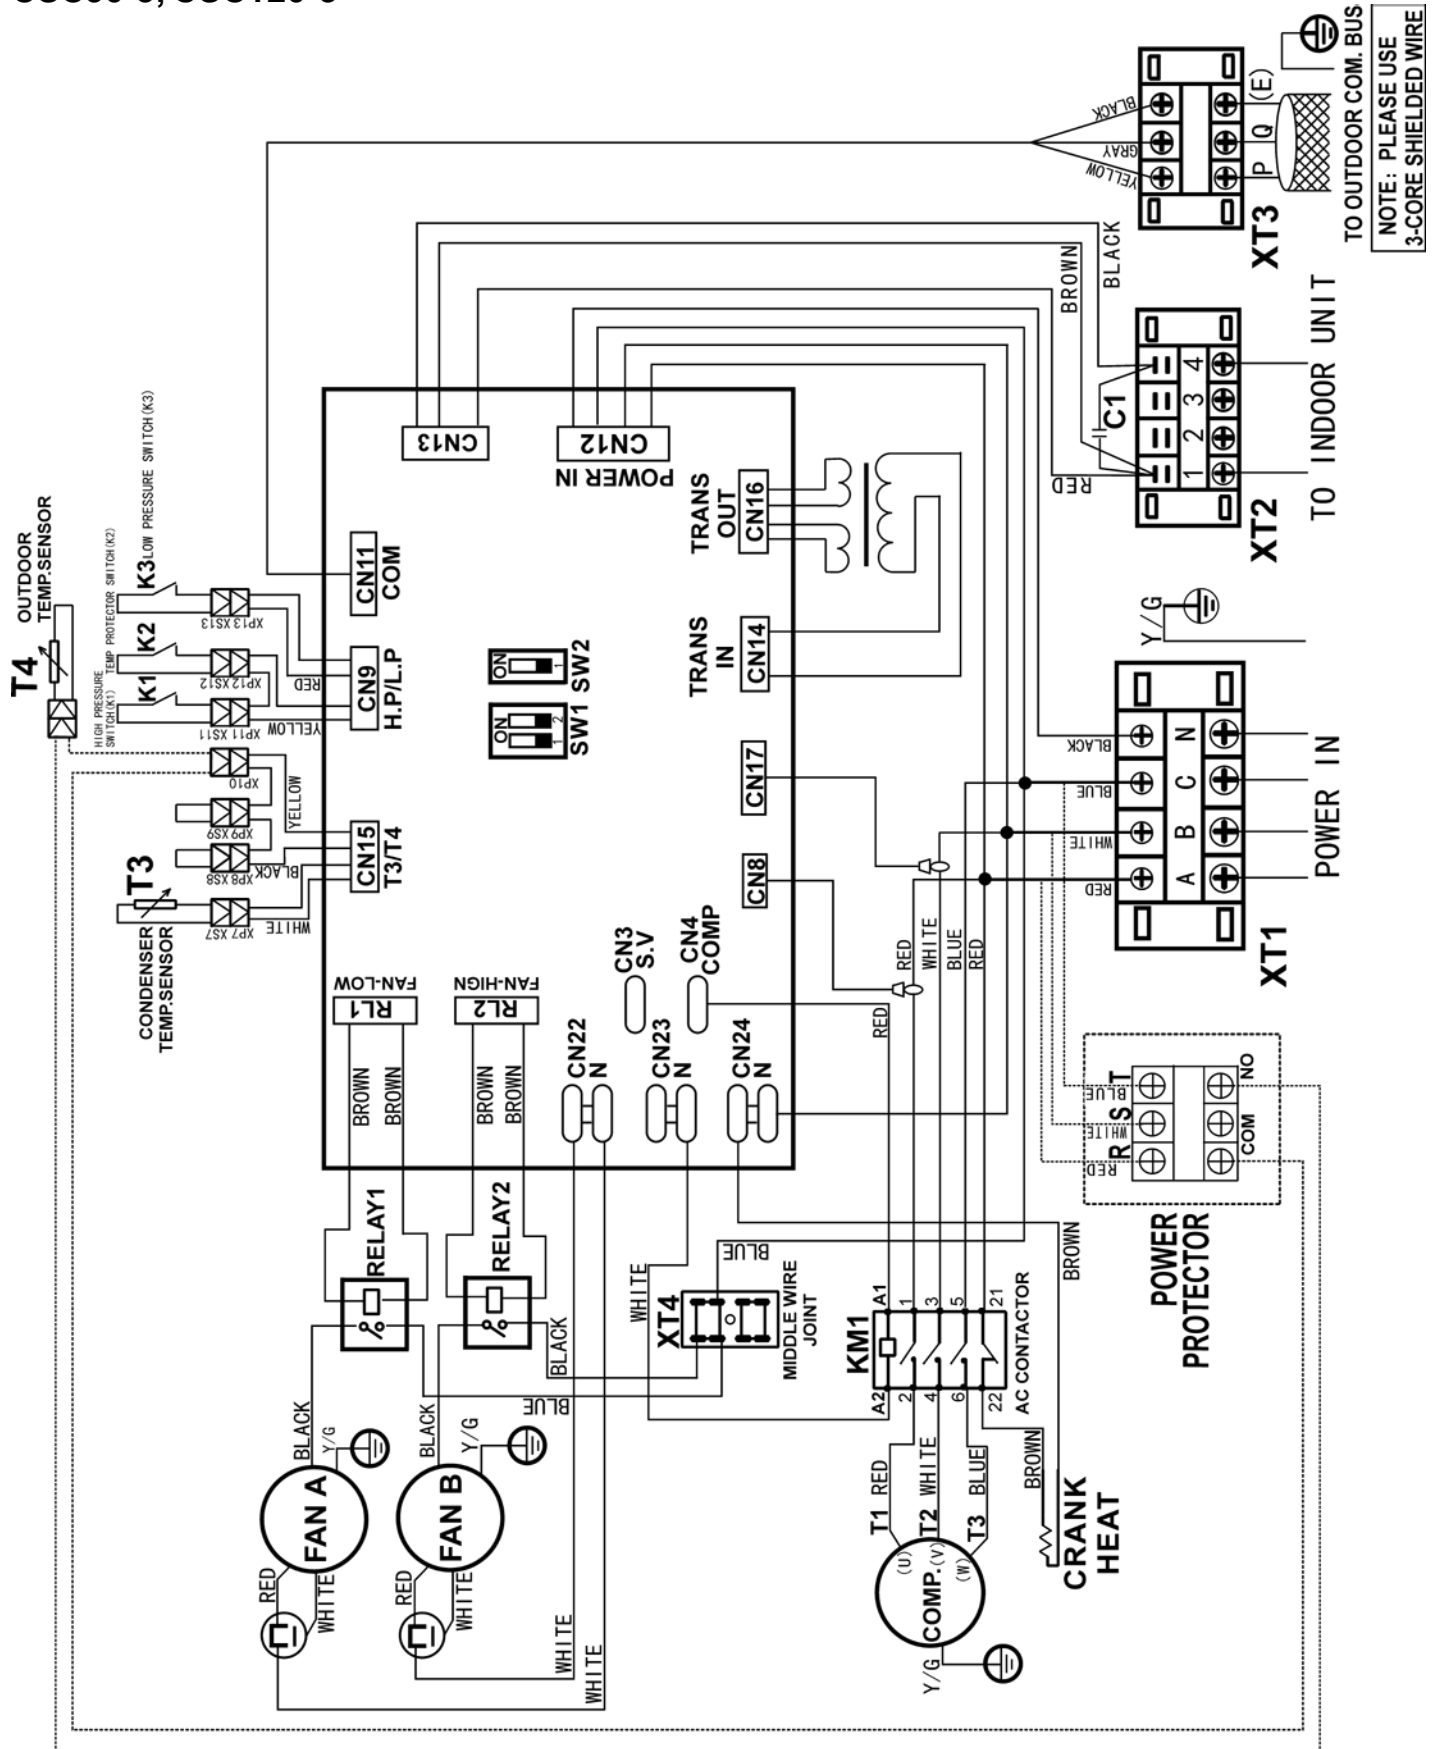 TO OUTDOOR COM. BUS
NOTE: PLEASE USE
3-CORE SHIELDED WIRE
BLACK
GRAY
YELLOW
(E)
Q
P
XT3
BLACK
BROWN
RED
C1
4
3
2
1
XT2
TO INDOOR UNIT
Y/G
OUTDOOR
TEMP.SENSOR
T4
K3
LOW PRESSURE SWITCH(K3)
K2
TEMP PROTECTOR SWITCH(K2)
K1
HIGH PRESSURE
SWITCH(K1)
XP13 XS13
XP12 XS12
XP11 XS11
XP10
XP9 XS9
XP8 XS8
XP7 XS7
RED
YELLOW
YELLOW
BLACK
WHITE
T3
CONDENSER
TEMP.SENSOR
CN13
CN12
POWER IN
CN11
COM
CN9
H.P/L.P
CN15
T3/T4
TRANS
OUT
CN16
TRANS
IN
CN14
CN17
CN8
ON
1
SW2
ON
1 2
SW1
CN3
S.V
CN4
COMP
FAN-LOW
RL1
FAN-HIGN
RL2
CN22
N
CN23
N
CN24
N
BLACK
BLUE
WHITE
RED
N
C
B
A
XT1
POWER IN
RED
WHITE
BLUE
RED
RED
BROWN
BROWN
BROWN
BROWN
RELAY1
RELAY2
BLUE
WHITE
BLACK
BLUE
XT4
MIDDLE WIRE
JOINT
KM1
A1
1
3
5
21
A2
2
4
6
22
AC CONTACTOR
BROWN
BLUE
WHITE
RED
T
S
R
NO
COM
POWER
PROTECTOR
BLACK
Y/G
FAN A
RED
WHITE
BLACK
Y/G
FAN B
RED
WHITE
WHITE
WHITE
T1
RED
T2
WHITE
T3
BLUE
(U)
(V)
(W)
COMP.
Y/G
BROWN
CRANK
HEAT